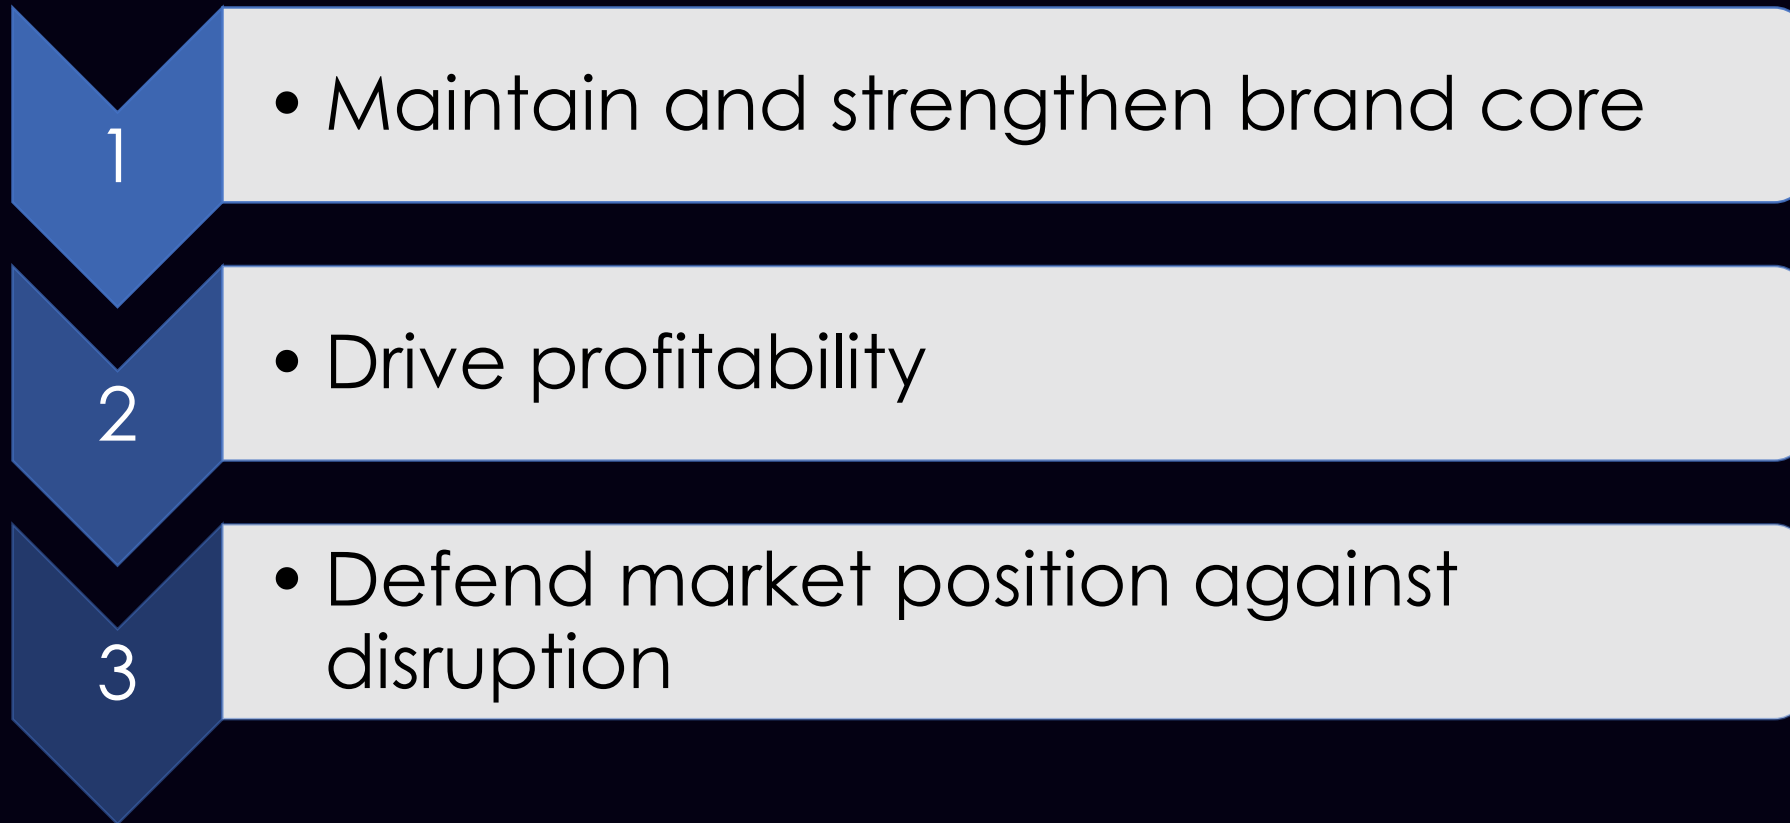 1
• Maintain and strengthen brand core
2
• Drive profitability
3
• Defend market position against
disruption